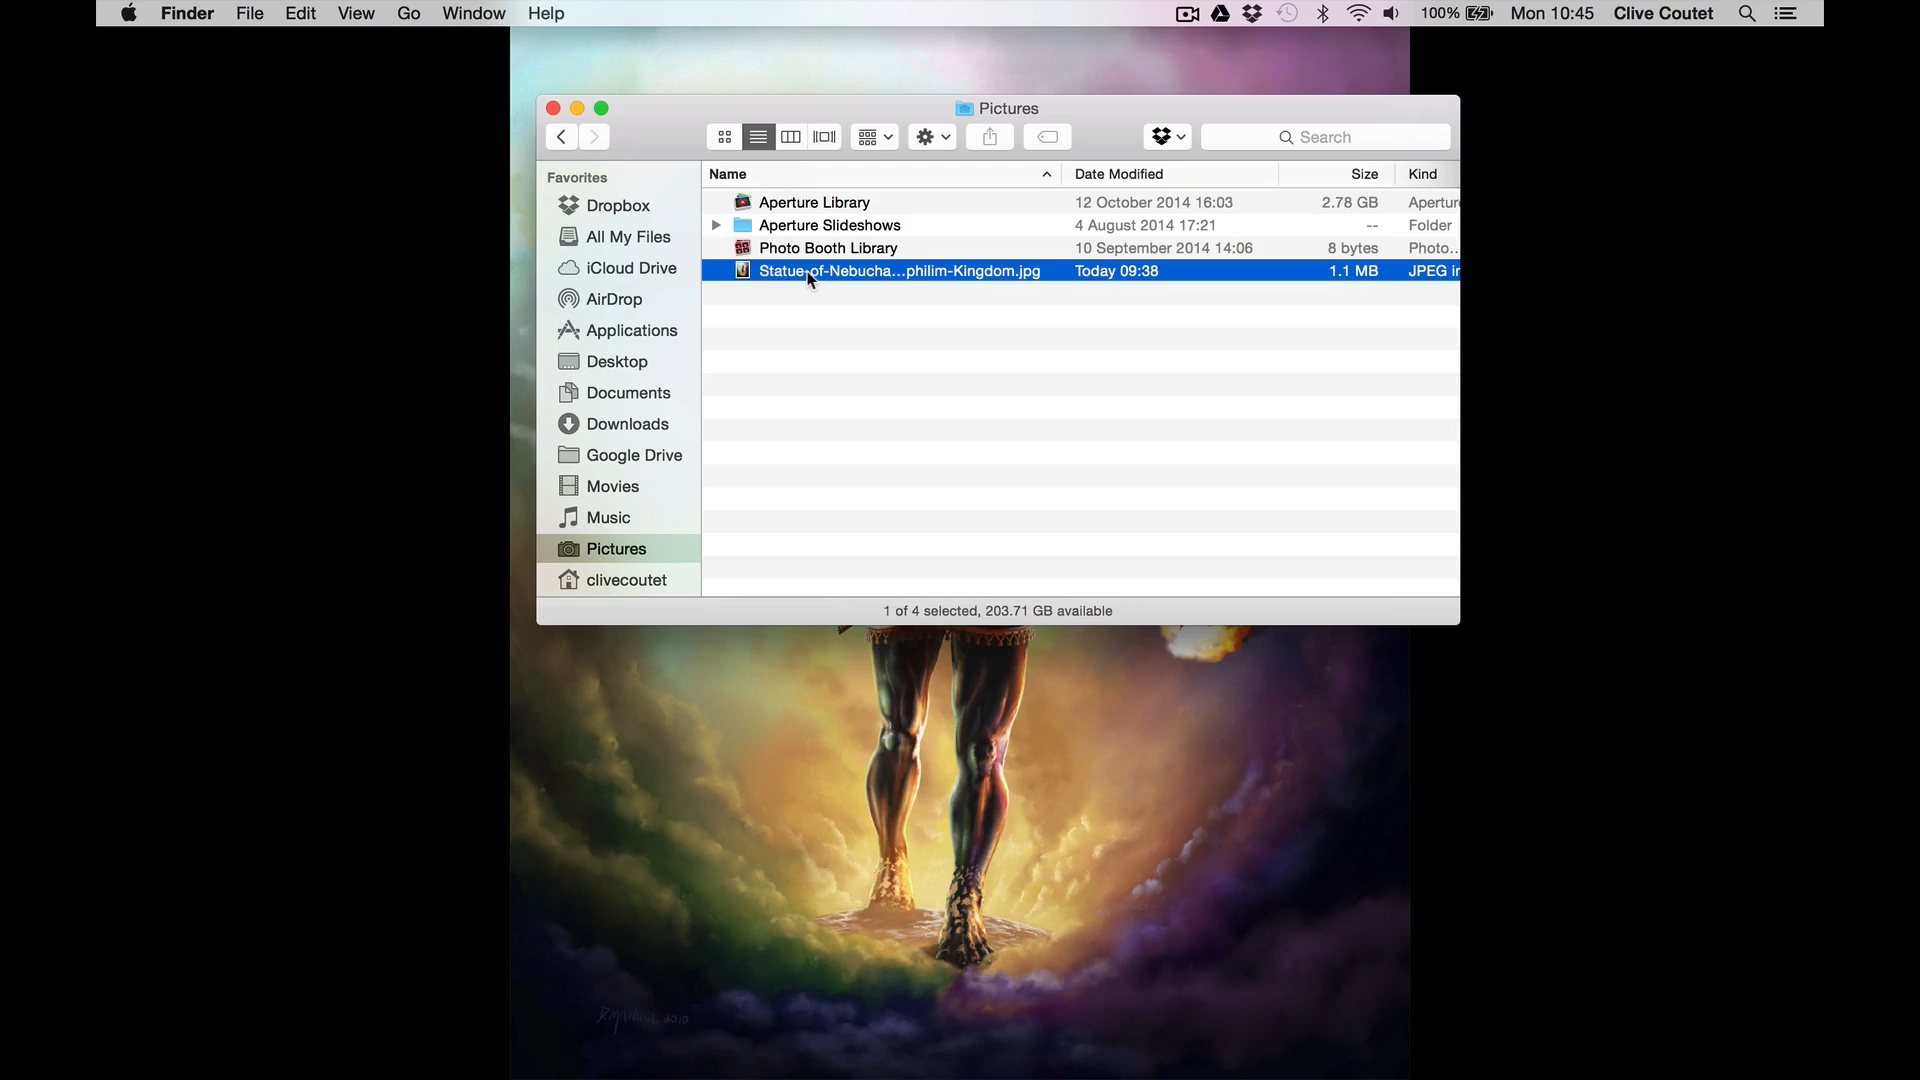 Finder File Edit View Go Window Help 100% Mon 10:45 Clive Coutet
Pictures
Search
Favorites
Dropbox
All My Files
iCloud Drive
AirDrop
Applications
Desktop
Documents
Downloads
Google Drive
Movies
Music
Pictures
clivecoutet
Name Date Modified Size Kind
Aperture Library 12 October 2014 16:03 2.78 GB Apertur
Aperture Slideshows 4 August 2014 17:21 -- Folder
Photo Booth Library 10 September 2014 14:06 8 bytes Photo...
Statue-of-Nebucha...philim-Kingdom.jpg Today 09:38 1.1 MB JPEG in
1 of 4 selected, 203.71 GB available
2010